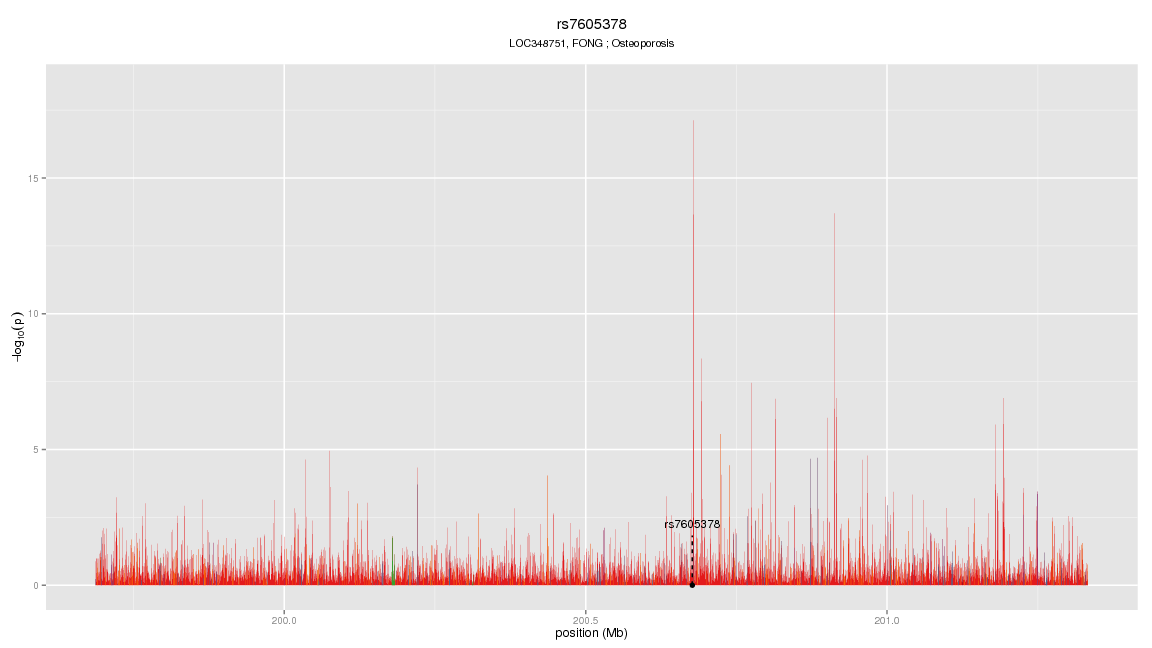 rs7605378
LOC348751, FONG ; Osteoporosis
15
10
5
0
−log10(p)
rs7605378
200.0 200.5 201.0
position (Mb)